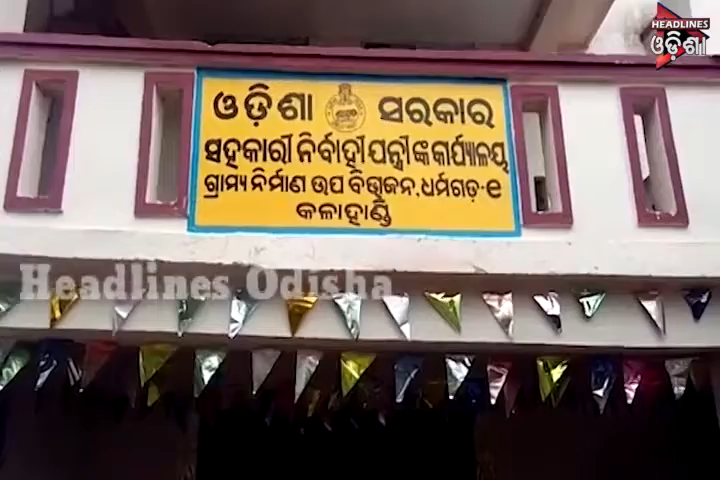 HEADLINES
ଓଡ଼ିଶା
ଓଡ଼ିଶା ସରକାର
ସହକାରୀ ନିର୍ବାହୀ ଯନ୍ତ୍ରୀଙ୍କ କାର୍ଯ୍ୟାଳୟ
ଗ୍ରାମ୍ୟ ନିର୍ମାଣ ଉପ ବିଭାଜନ, ଧର୍ମଗଡ଼-୧
କଳାହାଣ୍ଡି
Headlines Odisha